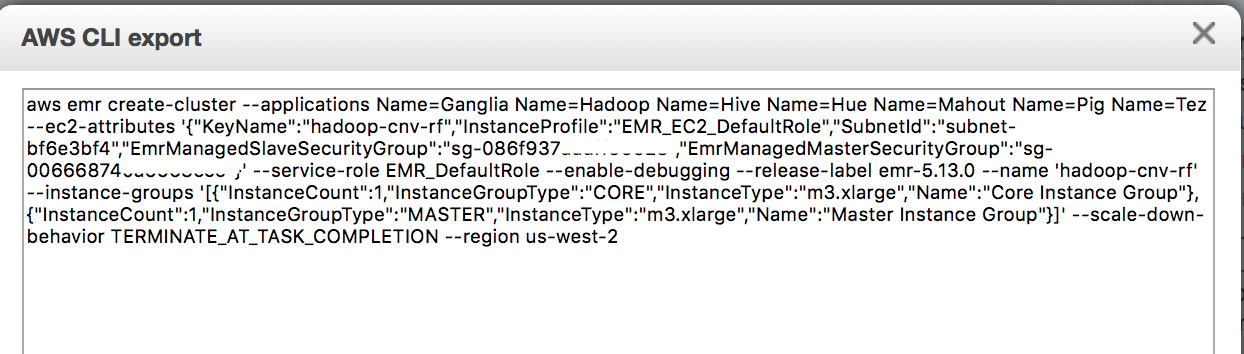 AWS CLI export
aws emr create-cluster --applications Name=Ganglia Name=Hadoop Name=Hive Name=Hue Name=Mahout Name=Pig Name=Tez
--ec2-attributes '{"KeyName":"hadoop-cnv-rf","InstanceProfile":"EMR_EC2_DefaultRole","SubnetId":"subnet-
bf6e3bf4","EmrManagedSlaveSecurityGroup":"sg-086f937 ,"EmrManagedMasterSecurityGroup":"sg-
00666874 }' --service-role EMR_DefaultRole --enable-debugging --release-label emr-5.13.0 --name 'hadoop-cnv-rf'
--instance-groups '[{"InstanceCount":1,"InstanceGroupType":"CORE","InstanceType":"m3.xlarge","Name":"Core Instance Group"},
{"InstanceCount":1,"InstanceGroupType":"MASTER","InstanceType":"m3.xlarge","Name":"Master Instance Group"}]' --scale-down-
behavior TERMINATE_AT_TASK_COMPLETION --region us-west-2